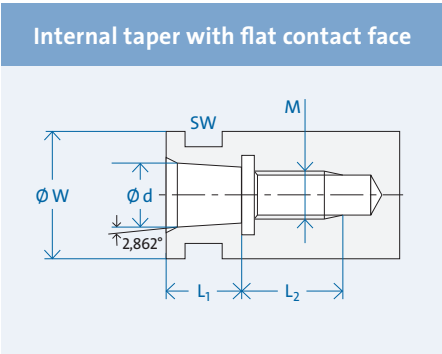 Internal taper with flat contact face
M
SW
Ø W
Ø d
2,862°
L₁
L₂